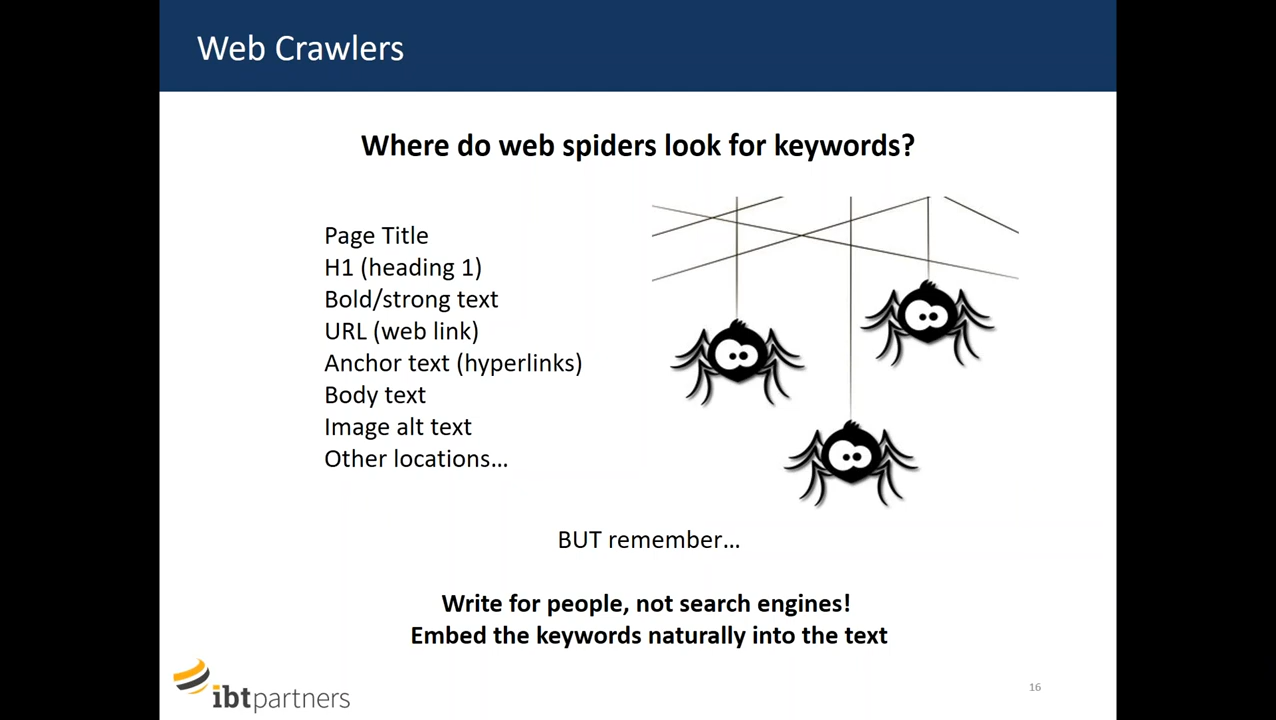 Web Crawlers
Where do web spiders look for keywords?
Page Title
H1 (heading 1)
Bold/strong text
URL (web link)
Anchor text (hyperlinks)
Body text
Image alt text
Other locations…
BUT remember…
Write for people, not search engines!
Embed the keywords naturally into the text
ibtpartners
16